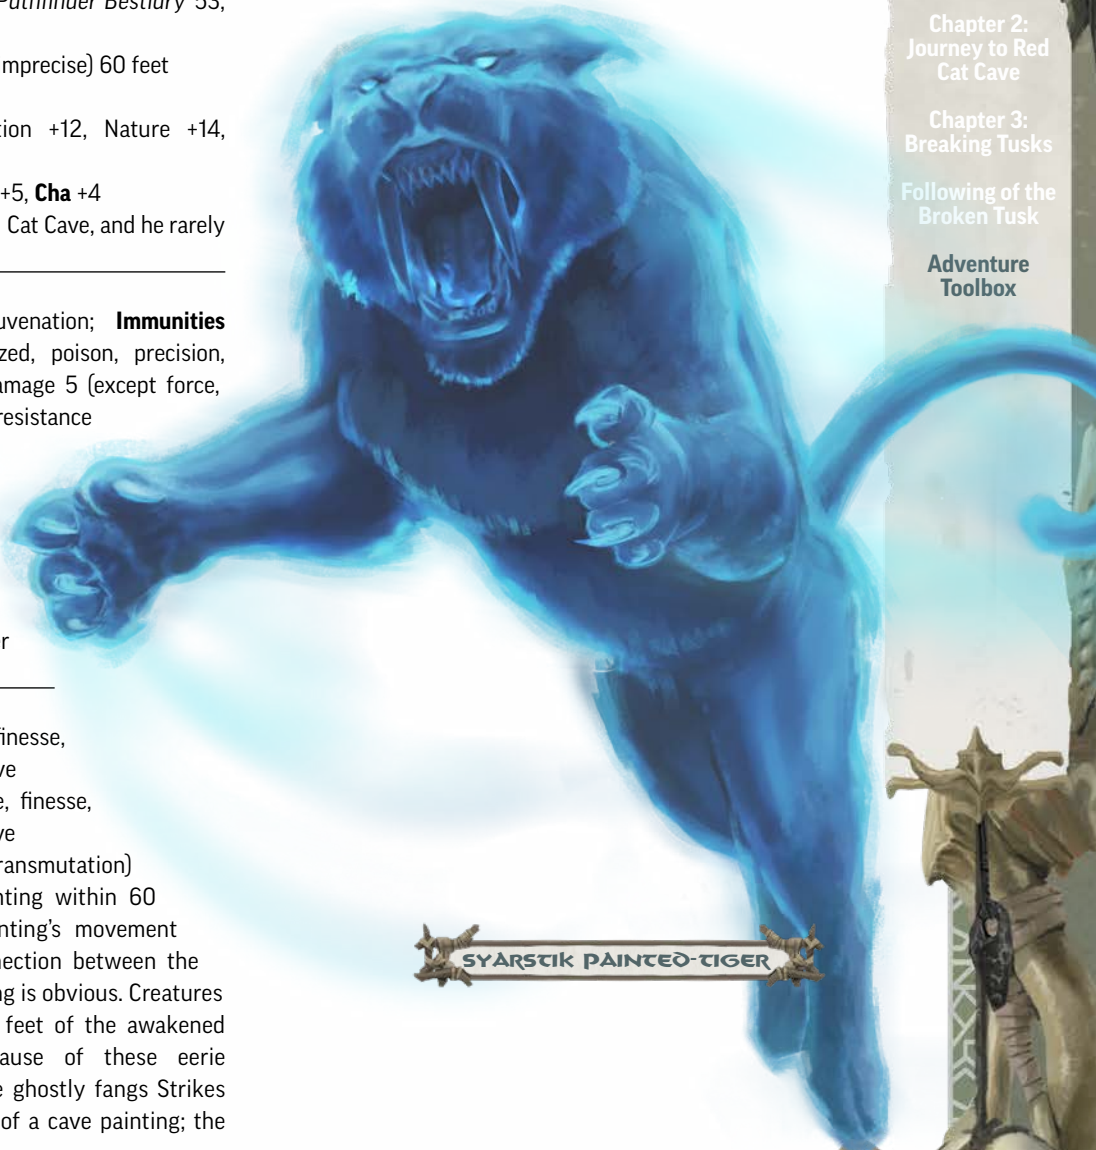 Pathfinder Bestiary 53,
mprecise) 60 feet
tion +12, Nature +14,
+5, Cha +4
Cat Cave, and he rarely
uvenation; Immunities
zed, poison, precision,
amage 5 (except force,
resistance
r
finesse,
ve
e, finesse,
ve
ransmutation)
nting within 60
nting's movement
nection between the
ng is obvious. Creatures
feet of the awakened
ause of these eerie
e ghostly fangs Strikes
of a cave painting; the
SYARSTIK PAINTED-TIGER
Chapter 2:
Journey to Red
Cat Cave
Chapter 3:
Breaking Tusks
Following of the
Broken Tusk
Adventure
Toolbox